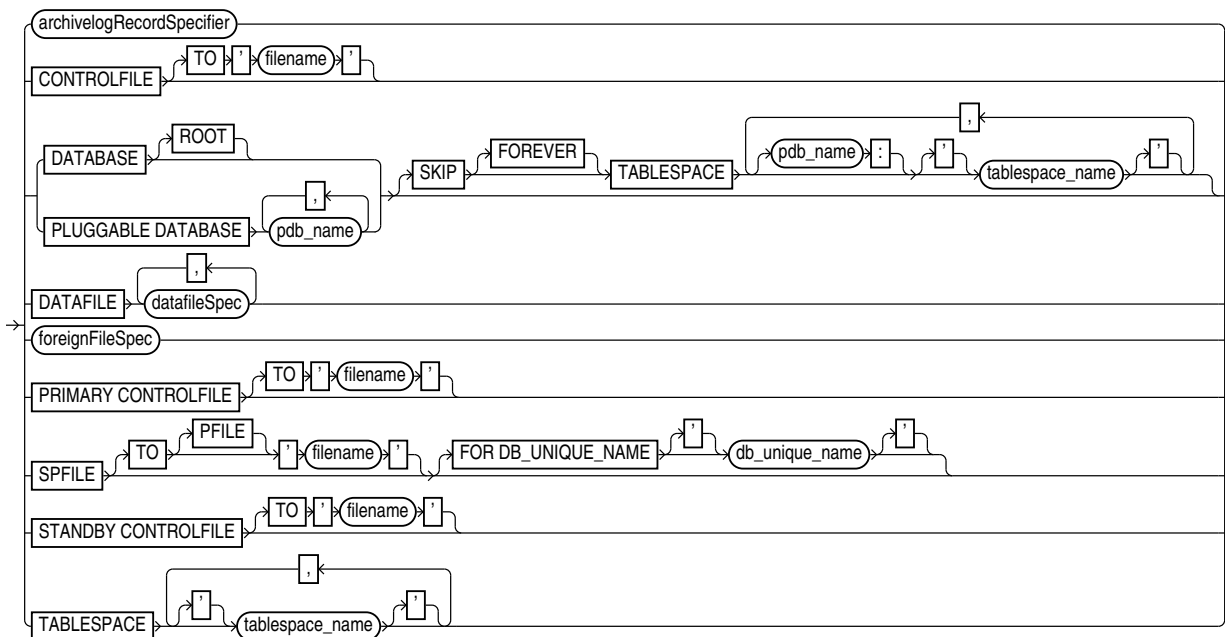 archivelogRecordSpecifier
TO ' filename '
CONTROLFILE
,
ROOT
FOREVER
pdb_name : ' '
DATABASE
SKIP
TABLESPACE
tablespace_name
,
PLUGGABLE DATABASE
pdb_name
,
DATAFILE
datafileSpec
foreignFileSpec
TO ' filename '
PRIMARY CONTROLFILE
PFILE
' '
TO ' filename '
FOR DB_UNIQUE_NAME
db_unique_name
SPFILE
TO ' filename '
STANDBY CONTROLFILE
,
' '
TABLESPACE
tablespace_name